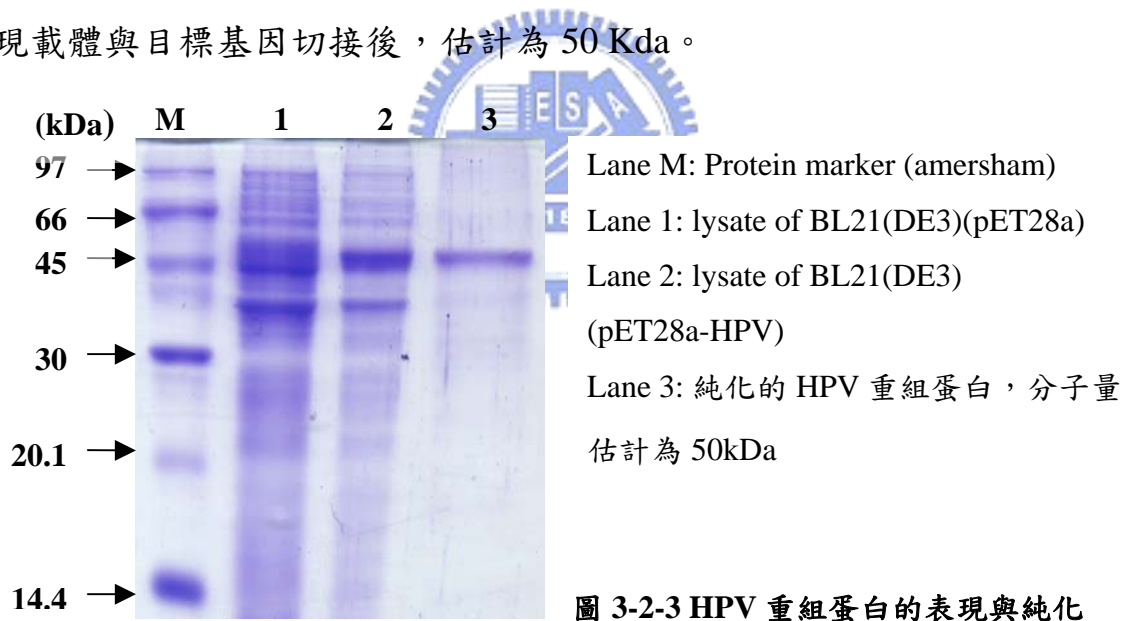 現載體與目標基因切接後，估計為 50 Kda。
(kDa) M 1 2 3
97
66
45
30
20.1
14.4
Lane M: Protein marker (amersham)
Lane 1: lysate of BL21(DE3)(pET28a)
Lane 2: lysate of BL21(DE3)
(pET28a-HPV)
Lane 3: 純化的 HPV 重組蛋白，分子量
估計為 50kDa
圖 3-2-3 HPV 重組蛋白的表現與純化
ESA